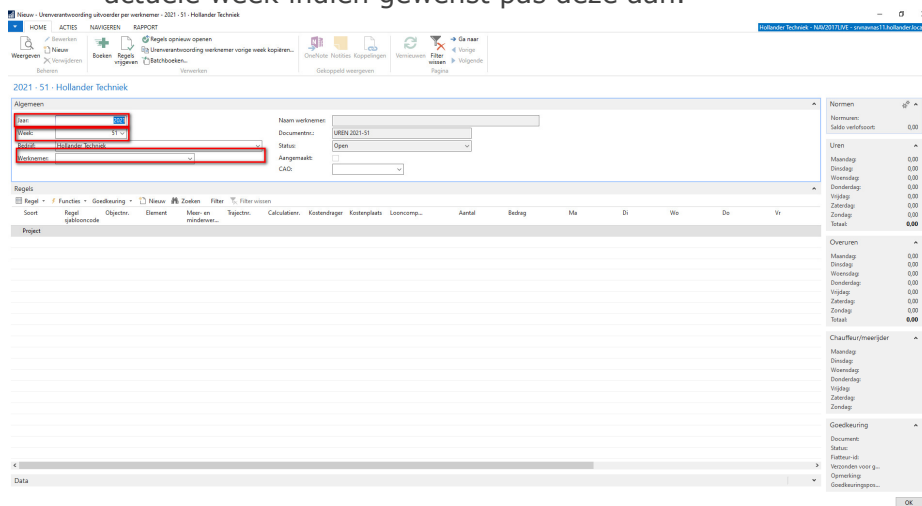 actuele week indien gewenst pas deze aan.
Nieuw - Urenverantwoording uitvoerder per werknemer - 2021 · 51 · Hollander Techniek
HOME ACTIES NAVIGEREN RAPPORT
Hollander Techniek - NAV2017LIVE - srvnavnas11.hollander.loca
Weergeven
Bewerken
Nieuw
Verwijderen
Beheren
Boeken
Regels vrijgeven
Regels opnieuw openen
Urenverantwoording werknemer vorige week kopiëren...
Batchboeken...
Verwerken
OneNote Notities Koppelingen
Gekoppeld weergeven
Vernieuwen
Filter wissen
Ga naar
Vorige
Volgende
Pagina
2021 · 51 · Hollander Techniek
Algemeen
Jaar: 2021
Week: 51
Bedrijf: Hollander Techniek
Werknemer:
Naam werknemer:
Documentnr.: UREN 2021-51
Status: Open
Aangemaakt:
CAO:
Regels
Regel Functies Goedkeuring Nieuw Zoeken Filter Filter wissen
Soort Regel sjablooncode Objectnr. Element Meer- en minderwer... Trajectnr. Calculatienr. Kostendrager Kostenplaats Looncomp... Aantal Bedrag Ma Di Wo Do Vr
Project
Data
Normen
Normuren:
Saldo verlofsoort: 0,00
Uren
Maandag: 0,00
Dinsdag: 0,00
Woensdag: 0,00
Donderdag: 0,00
Vrijdag: 0,00
Zaterdag: 0,00
Zondag: 0,00
Totaal: 0,00
Overuren
Maandag: 0,00
Dinsdag: 0,00
Woensdag: 0,00
Donderdag: 0,00
Vrijdag: 0,00
Zaterdag: 0,00
Zondag: 0,00
Totaal: 0,00
Chauffeur/meerijder
Maandag:
Dinsdag:
Woensdag:
Donderdag:
Vrijdag:
Zaterdag:
Zondag:
Goedkeuring
Document:
Status:
Fiatteur-id:
Verzonden voor g...
Opmerking:
Goedkeuringspos...
OK